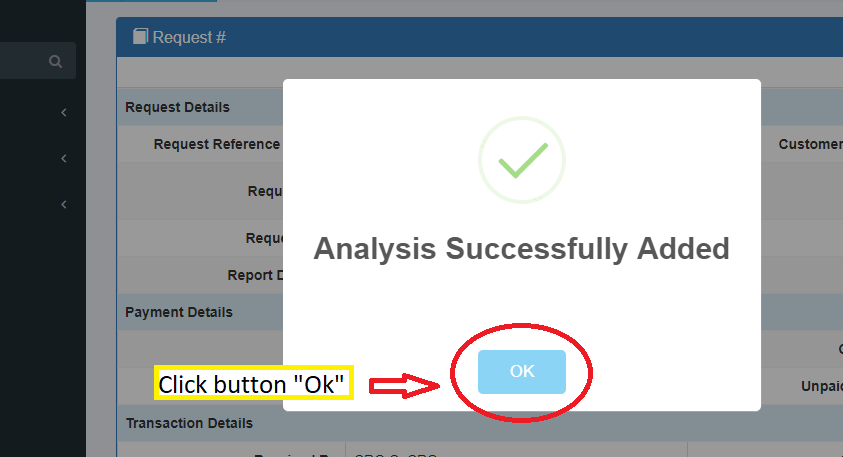 Request #
Request Details
Request Reference
Customer
Requ
Reque
Report D
Analysis Successfully Added
Payment Details
OK
Click button "Ok"
Unpaid
Transaction Details